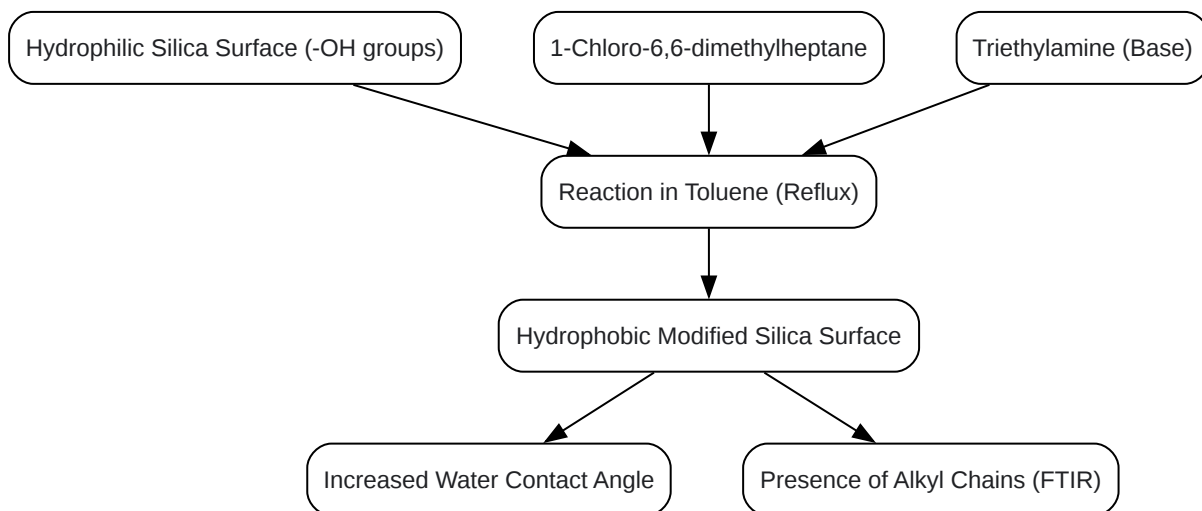 Hydrophilic Silica Surface (-OH groups)
1-Chloro-6,6-dimethylheptane
Triethylamine (Base)
Reaction in Toluene (Reflux)
Hydrophobic Modified Silica Surface
Increased Water Contact Angle
Presence of Alkyl Chains (FTIR)